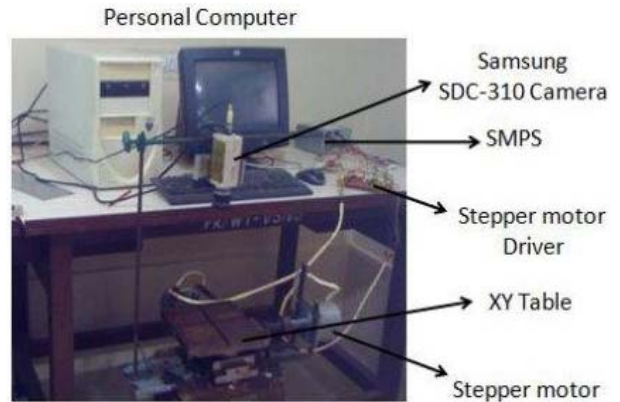 Personal Computer
Samsung
SDC-310 Camera
SMPS
Stepper motor
Driver
XY Table
Stepper motor